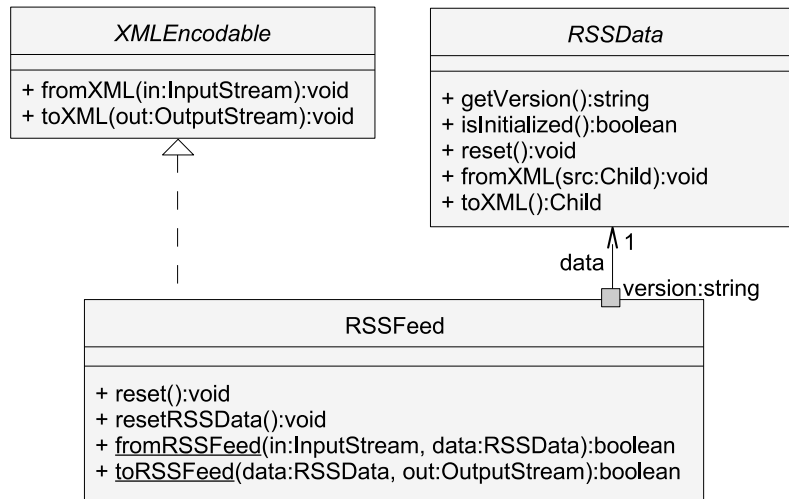 XMLEncodable
+ fromXML(in:InputStream):void
+ toXML(out:OutputStream):void
RSSData
+ getVersion():string
+ isInitialized():boolean
+ reset():void
+ fromXML(src:Child):void
+ toXML():Child
1
data
version:string
RSSFeed
+ reset():void
+ resetRSSData():void
+ fromRSSFeed(in:InputStream, data:RSSData):boolean
+ toRSSFeed(data:RSSData, out:OutputStream):boolean